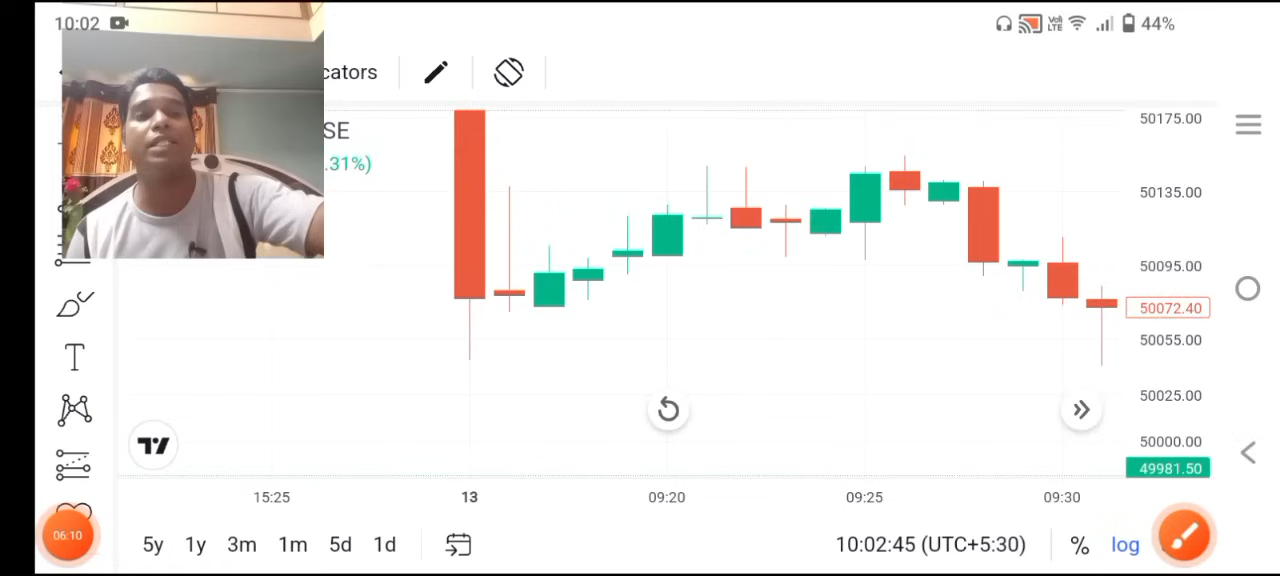 10:02
Vo)
LTE
44%
cators
SE
.31%)
50175.00
50135.00
50095.00
50072.40
50055.00
50025.00
50000.00
49981.50
T
15:25
13
09:20
09:25
09:30
06:10
5y
1y
3m
1m
5d
1d
10:02:45 (UTC+5:30)
%
log